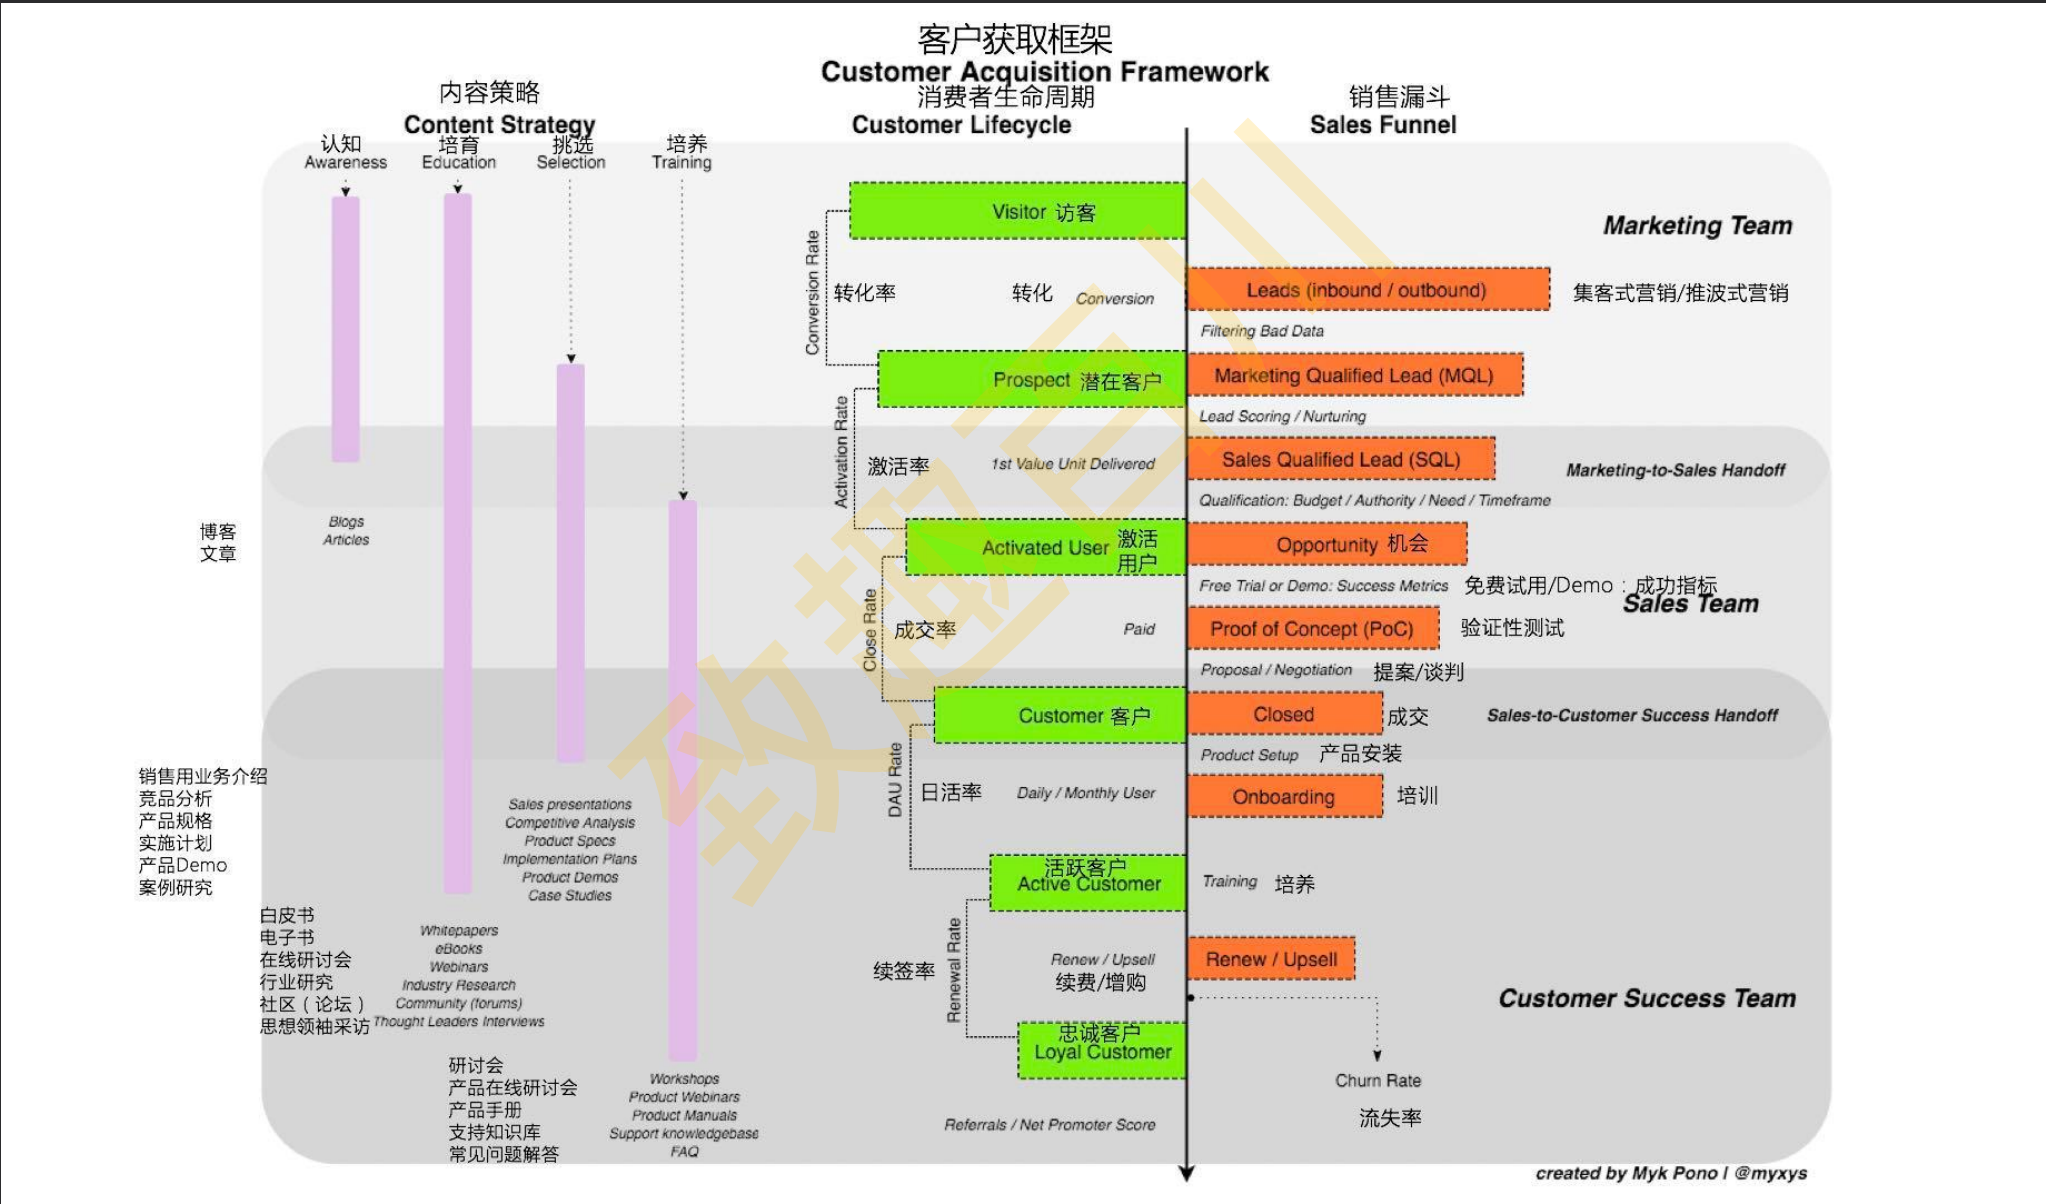 客户获取框架
Customer Acquisition Framework
内容策略
Content Strategy
消费者生命周期
Customer Lifecycle
销售漏斗
Sales Funnel
认知
Awareness
培育
Education
挑选
Selection
培养
Training
Blogs
Articles
博客
文章
Sales presentations
Competitive Analysis
Product Specs
Implementation Plans
Product Demos
Case Studies
销售用业务介绍
竞品分析
产品规格
实施计划
产品Demo
案例研究
白皮书
电子书
在线研讨会
行业研究
社区（论坛）
思想领袖采访
Whitepapers
eBooks
Webinars
Industry Research
Community (forums)
Thought Leaders Interviews
研讨会
产品在线研讨会
产品手册
支持知识库
常见问题解答
Workshops
Product Webinars
Product Manuals
Support knowledgebase
FAQ
Visitor 访客
Conversion Rate
转化率
转化 Conversion
Prospect 潜在客户
Activation Rate
激活率
1st Value Unit Delivered
Activated User 激活
用户
Close Rate
成交率
Paid
Customer 客户
DAU Rate
日活率
Daily / Monthly User
活跃客户
Active Customer
Renewal Rate
续签率
Renew / Upsell
续费/增购
忠诚客户
Loyal Customer
Referrals / Net Promoter Score
Marketing Team
Leads (inbound / outbound)
集客式营销/推波式营销
Filtering Bad Data
Marketing Qualified Lead (MQL)
Lead Scoring / Nurturing
Sales Qualified Lead (SQL)
Marketing-to-Sales Handoff
Qualification: Budget / Authority / Need / Timeframe
Opportunity 机会
Free Trial or Demo: Success Metrics 免费试用/Demo：成功指标
Sales Team
Proof of Concept (PoC) 验证性测试
Proposal / Negotiation 提案/谈判
Closed 成交
Sales-to-Customer Success Handoff
Product Setup 产品安装
Onboarding 培训
Training 培养
Renew / Upsell
Customer Success Team
Churn Rate
流失率
created by Myk Pono | @myxys
致趣百川